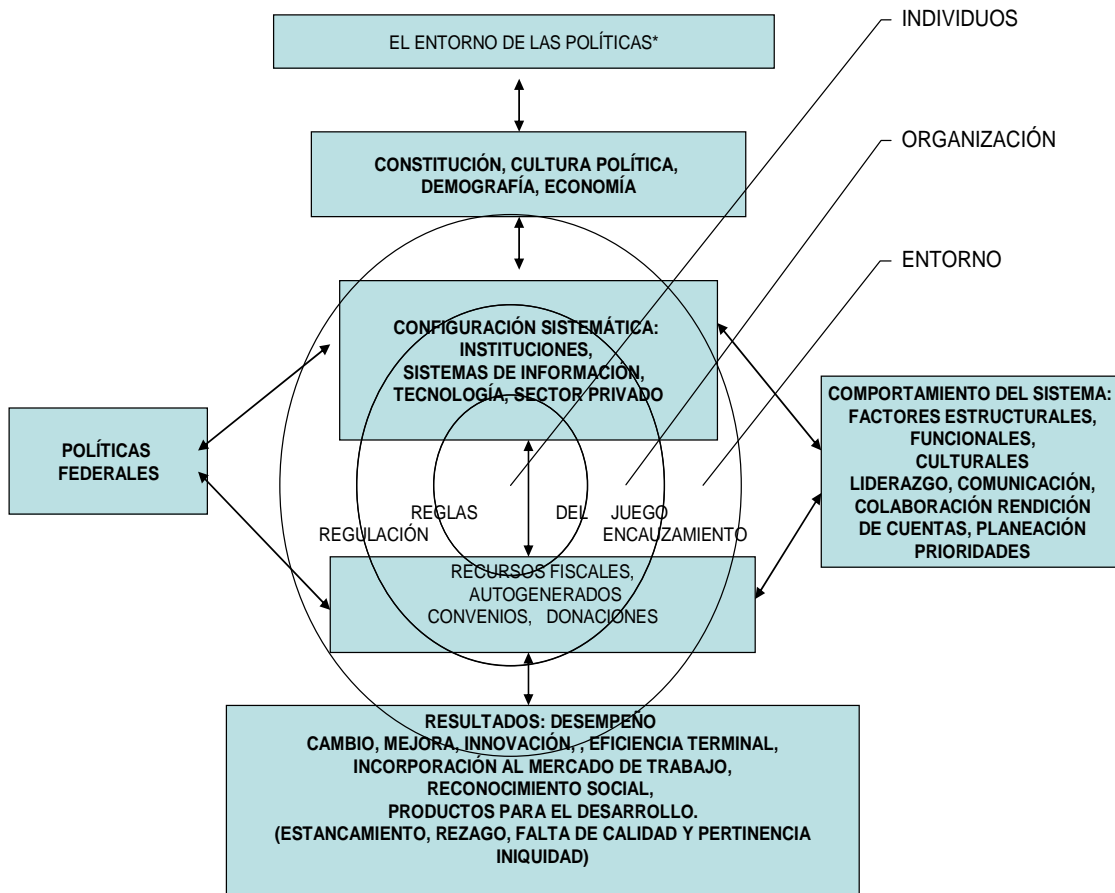 INDIVIDUOS
EL ENTORNO DE LAS POLÍTICAS*
ORGANIZACIÓN
CONSTITUCIÓN, CULTURA POLÍTICA,
DEMOGRAFÍA, ECONOMÍA
ENTORNO
CONFIGURACIÓN SISTEMÁTICA:
INSTITUCIONES,
SISTEMAS DE INFORMACIÓN,
TECNOLOGÍA, SECTOR PRIVADO
POLÍTICAS
FEDERALES
COMPORTAMIENTO DEL SISTEMA:
FACTORES ESTRUCTURALES,
FUNCIONALES,
CULTURALES
LIDERAZGO, COMUNICACIÓN,
COLABORACIÓN RENDICIÓN
DE CUENTAS, PLANEACIÓN
PRIORIDADES
REGLAS DEL JUEGO
REGULACIÓN ENCAUZAMIENTO
RECURSOS FISCALES,
AUTOGENERADOS
CONVENIOS, DONACIONES
RESULTADOS: DESEMPEÑO
CAMBIO, MEJORA, INNOVACIÓN, , EFICIENCIA TERMINAL,
INCORPORACIÓN AL MERCADO DE TRABAJO,
RECONOCIMIENTO SOCIAL,
PRODUCTOS PARA EL DESARROLLO.
(ESTANCAMIENTO, REZAGO, FALTA DE CALIDAD Y PERTINENCIA
INIQUIDAD)